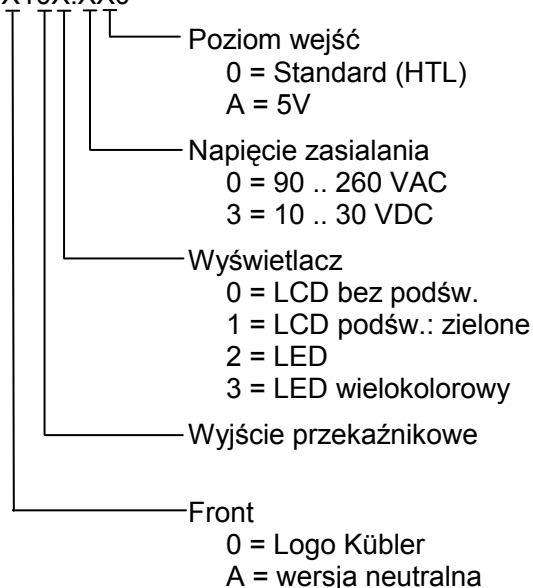 Poziom wejść
0 = Standard (HTL)
A = 5V
Napięcie zasialania
0 = 90 .. 260 VAC
3 = 10 .. 30 VDC
Wyświetlacz
0 = LCD bez podśw.
1 = LCD podśw.: zielone
2 = LED
3 = LED wielokolorowy
Wyjście przekaźnikowe
Front
0 = Logo Kübler
A = wersja neutralna